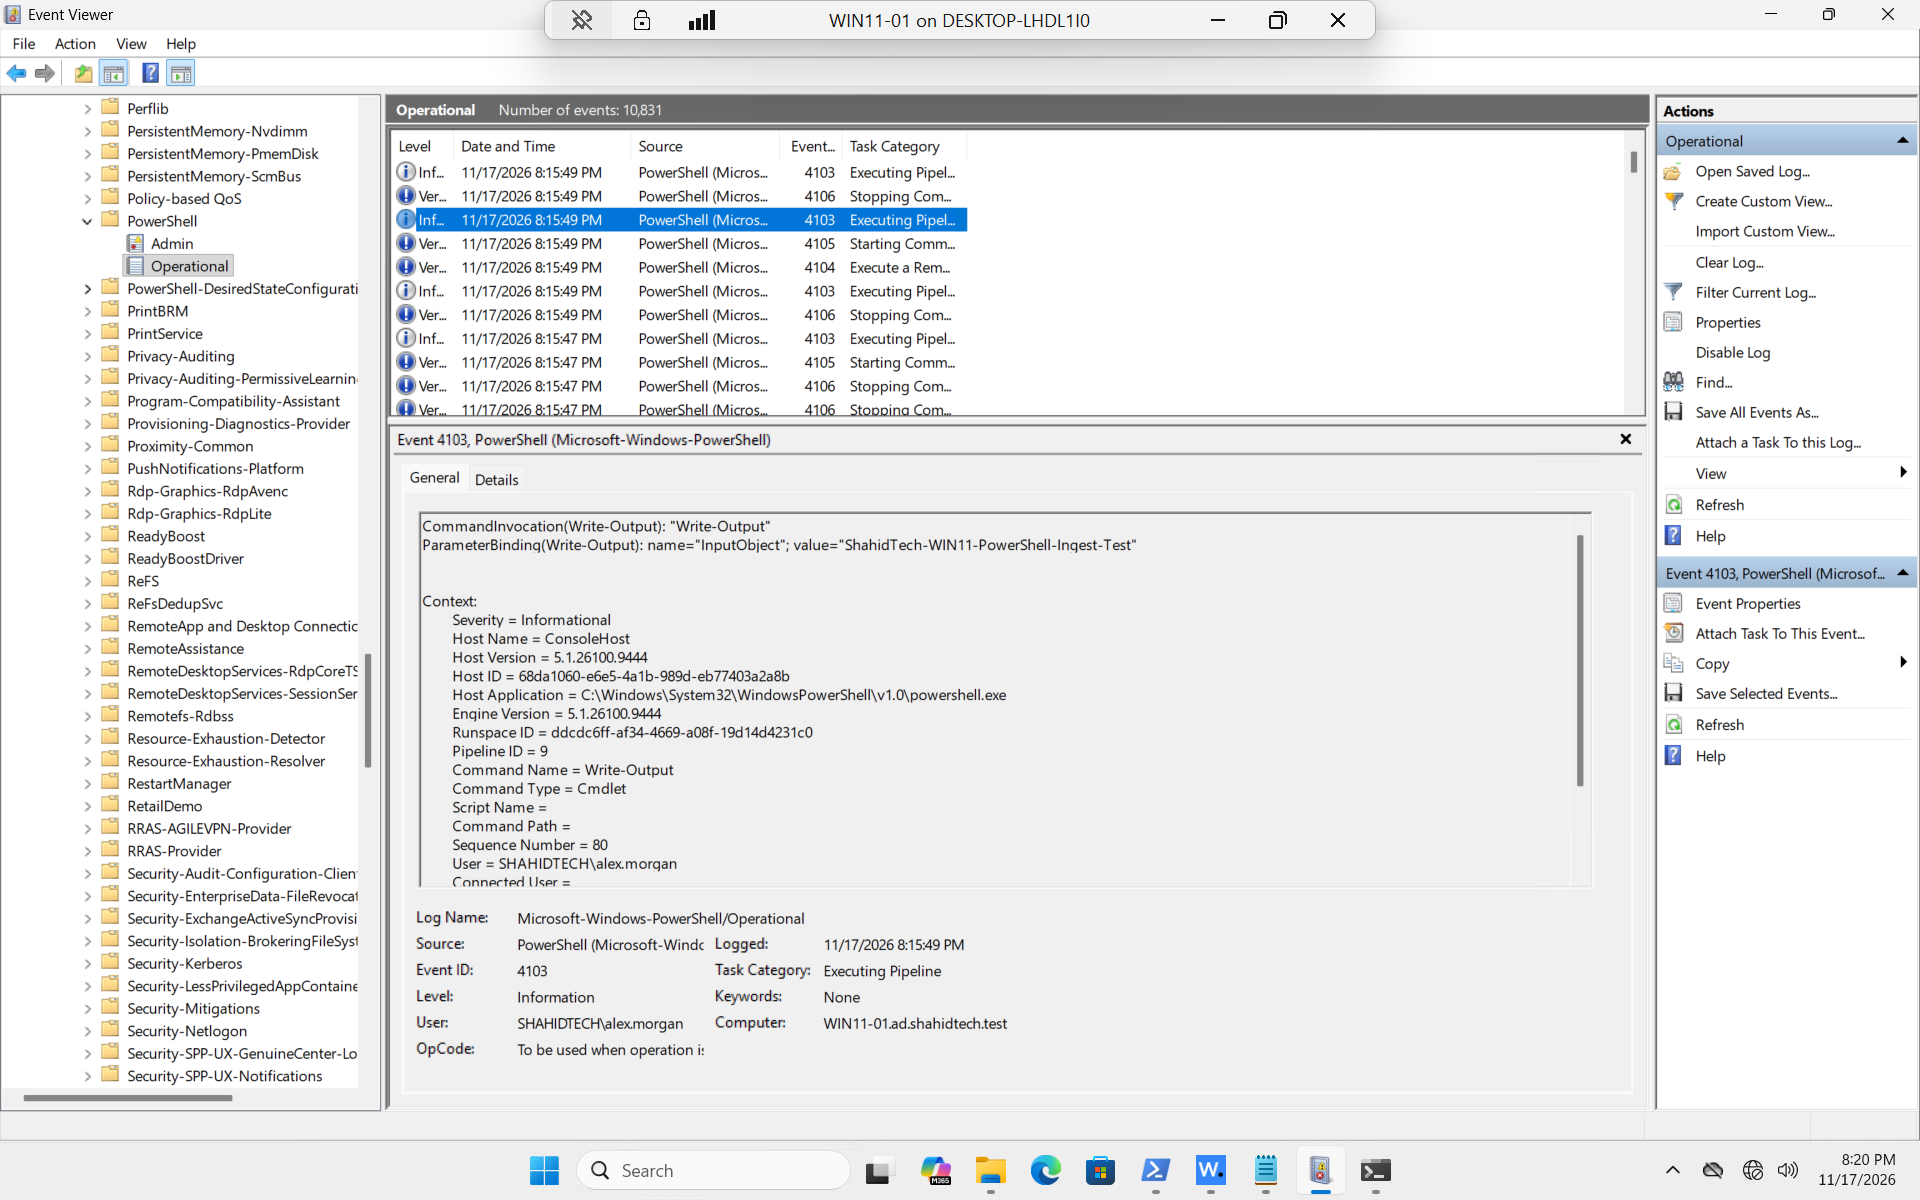 Event Viewer
WIN11-01 on DESKTOP-LHDL1I0
File Action View Help
Perflib
PersistentMemory-Nvdimm
PersistentMemory-PmemDisk
PersistentMemory-ScmBus
Policy-based QoS
PowerShell
Admin
Operational
PowerShell-DesiredStateConfigurati
PrintBRM
PrintService
Privacy-Auditing
Privacy-Auditing-PermissiveLearnin
Program-Compatibility-Assistant
Provisioning-Diagnostics-Provider
Proximity-Common
PushNotifications-Platform
Rdp-Graphics-RdpAvenc
Rdp-Graphics-RdpLite
ReadyBoost
ReadyBoostDriver
ReFS
ReFsDedupSvc
RemoteApp and Desktop Connectic
RemoteAssistance
RemoteDesktopServices-RdpCoreTS
RemoteDesktopServices-SessionSer
Remotefs-Rdbss
Resource-Exhaustion-Detector
Resource-Exhaustion-Resolver
RestartManager
RetailDemo
RRAS-AGILEVPN-Provider
RRAS-Provider
Security-Audit-Configuration-Clien
Security-EnterpriseData-FileRevocat
Security-ExchangeActiveSyncProvisi
Security-Isolation-BrokeringFileSyst
Security-Kerberos
Security-LessPrivilegedAppContaine
Security-Mitigations
Security-Netlogon
Security-SPP-UX-GenuineCenter-Lo
Security-SPP-UX-Notifications
Operational Number of events: 10,831
Level Date and Time Source Event... Task Category
Inf... 11/17/2026 8:15:49 PM PowerShell (Micros... 4103 Executing Pipel...
Ver... 11/17/2026 8:15:49 PM PowerShell (Micros... 4106 Stopping Com...
Inf... 11/17/2026 8:15:49 PM PowerShell (Micros... 4103 Executing Pipel...
Ver... 11/17/2026 8:15:49 PM PowerShell (Micros... 4105 Starting Comm...
Ver... 11/17/2026 8:15:49 PM PowerShell (Micros... 4104 Execute a Rem...
Inf... 11/17/2026 8:15:49 PM PowerShell (Micros... 4103 Executing Pipel...
Ver... 11/17/2026 8:15:49 PM PowerShell (Micros... 4106 Stopping Com...
Inf... 11/17/2026 8:15:47 PM PowerShell (Micros... 4103 Executing Pipel...
Ver... 11/17/2026 8:15:47 PM PowerShell (Micros... 4105 Starting Comm...
Ver... 11/17/2026 8:15:47 PM PowerShell (Micros... 4106 Stopping Com...
Ver... 11/17/2026 8:15:47 PM PowerShell (Micros... 4106 Stopping Com...
Event 4103, PowerShell (Microsoft-Windows-PowerShell)
General Details
CommandInvocation(Write-Output): "Write-Output"
ParameterBinding(Write-Output): name="InputObject"; value="ShahidTech-WIN11-PowerShell-Ingest-Test"
Context:
Severity = Informational
Host Name = ConsoleHost
Host Version = 5.1.26100.9444
Host ID = 68da1060-e6e5-4a1b-989d-eb77403a2a8b
Host Application = C:\Windows\System32\WindowsPowerShell\v1.0\powershell.exe
Engine Version = 5.1.26100.9444
Runspace ID = ddcdc6ff-af34-4669-a08f-19d14d4231c0
Pipeline ID = 9
Command Name = Write-Output
Command Type = Cmdlet
Script Name =
Command Path =
Sequence Number = 80
User = SHAHIDTECH\alex.morgan
Connected User =
Log Name: Microsoft-Windows-PowerShell/Operational
Source: PowerShell (Microsoft-Windc Logged: 11/17/2026 8:15:49 PM
Event ID: 4103 Task Category: Executing Pipeline
Level: Information Keywords: None
User: SHAHIDTECH\alex.morgan Computer: WIN11-01.ad.shahidtech.test
OpCode: To be used when operation is
Actions
Operational
Open Saved Log...
Create Custom View...
Import Custom View...
Clear Log...
Filter Current Log...
Properties
Disable Log
Find...
Save All Events As...
Attach a Task To this Log...
View
Refresh
Help
Event 4103, PowerShell (Microsof...
Event Properties
Attach Task To This Event...
Copy
Save Selected Events...
Refresh
Help
Search
M365
W.
8:20 PM
11/17/2026